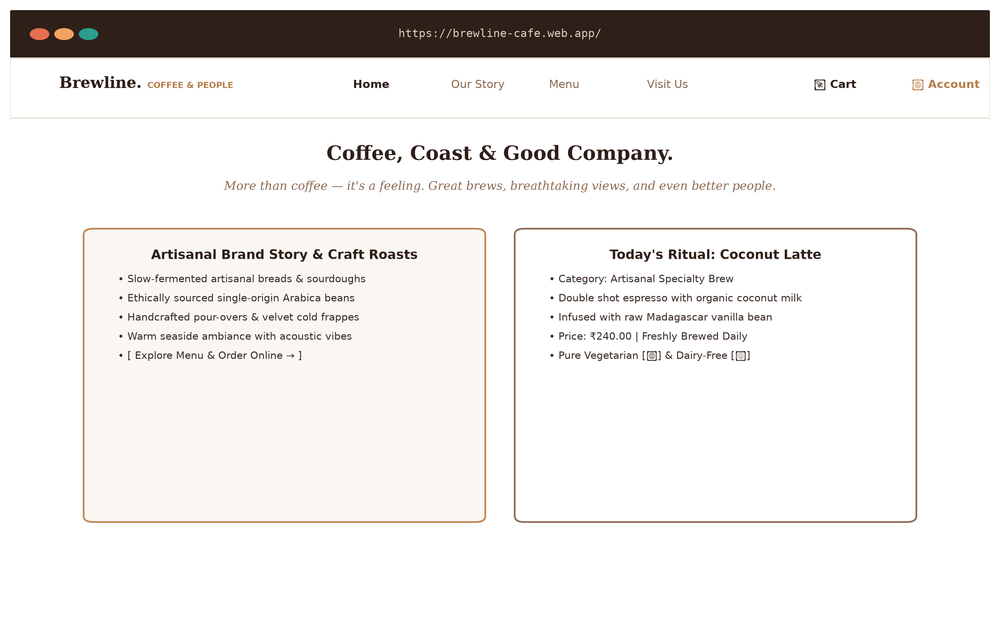 https://brewline-cafe.web.app/
Brewline. COFFEE & PEOPLE Home Our Story Menu Visit Us Cart Account
Coffee, Coast & Good Company.
More than coffee — it's a feeling. Great brews, breathtaking views, and even better people.
Artisanal Brand Story & Craft Roasts
• Slow-fermented artisanal breads & sourdoughs
• Ethically sourced single-origin Arabica beans
• Handcrafted pour-overs & velvet cold frappes
• Warm seaside ambiance with acoustic vibes
• [ Explore Menu & Order Online → ]
Today's Ritual: Coconut Latte
• Category: Artisanal Specialty Brew
• Double shot espresso with organic coconut milk
• Infused with raw Madagascar vanilla bean
• Price: ₹240.00 | Freshly Brewed Daily
• Pure Vegetarian [] & Dairy-Free []